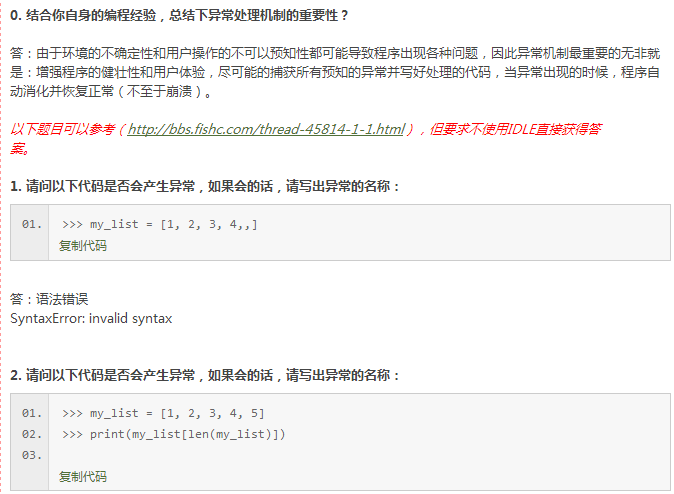 0. 结合你自身的编程经验，总结下异常处理机制的重要性？
答：由于环境的不确定性和用户操作的不可以预知性都可能导致程序出现各种问题，因此异常机制最重要的无非就
是：增强程序的健壮性和用户体验，尽可能的捕获所有预知的异常并写好处理的代码，当异常出现的时候，程序自
动消化并恢复正常（不至于崩溃）。
以下题目可以参考（http://bbs.fishc.com/thread-45814-1-1.html），但要求不使用IDLE直接获得答
案。
1. 请问以下代码是否会产生异常，如果会的话，请写出异常的名称：
01. >>> my_list = [1, 2, 3, 4,,]
复制代码
答：语法错误
SyntaxError: invalid syntax
2. 请问以下代码是否会产生异常，如果会的话，请写出异常的名称：
01. >>> my_list = [1, 2, 3, 4, 5]
02. >>> print(my_list[len(my_list)])
03.
复制代码